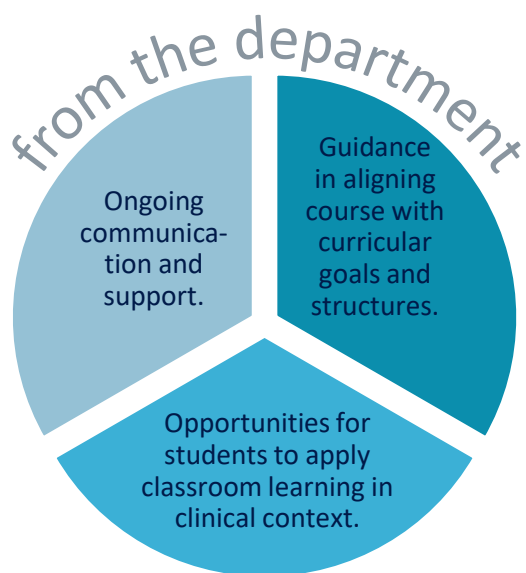 from the department
Ongoing
communica-
tion and
support.
Guidance
in aligning
course with
curricular
goals and
structures.
Opportunities for
students to apply
classroom learning in
clinical context.